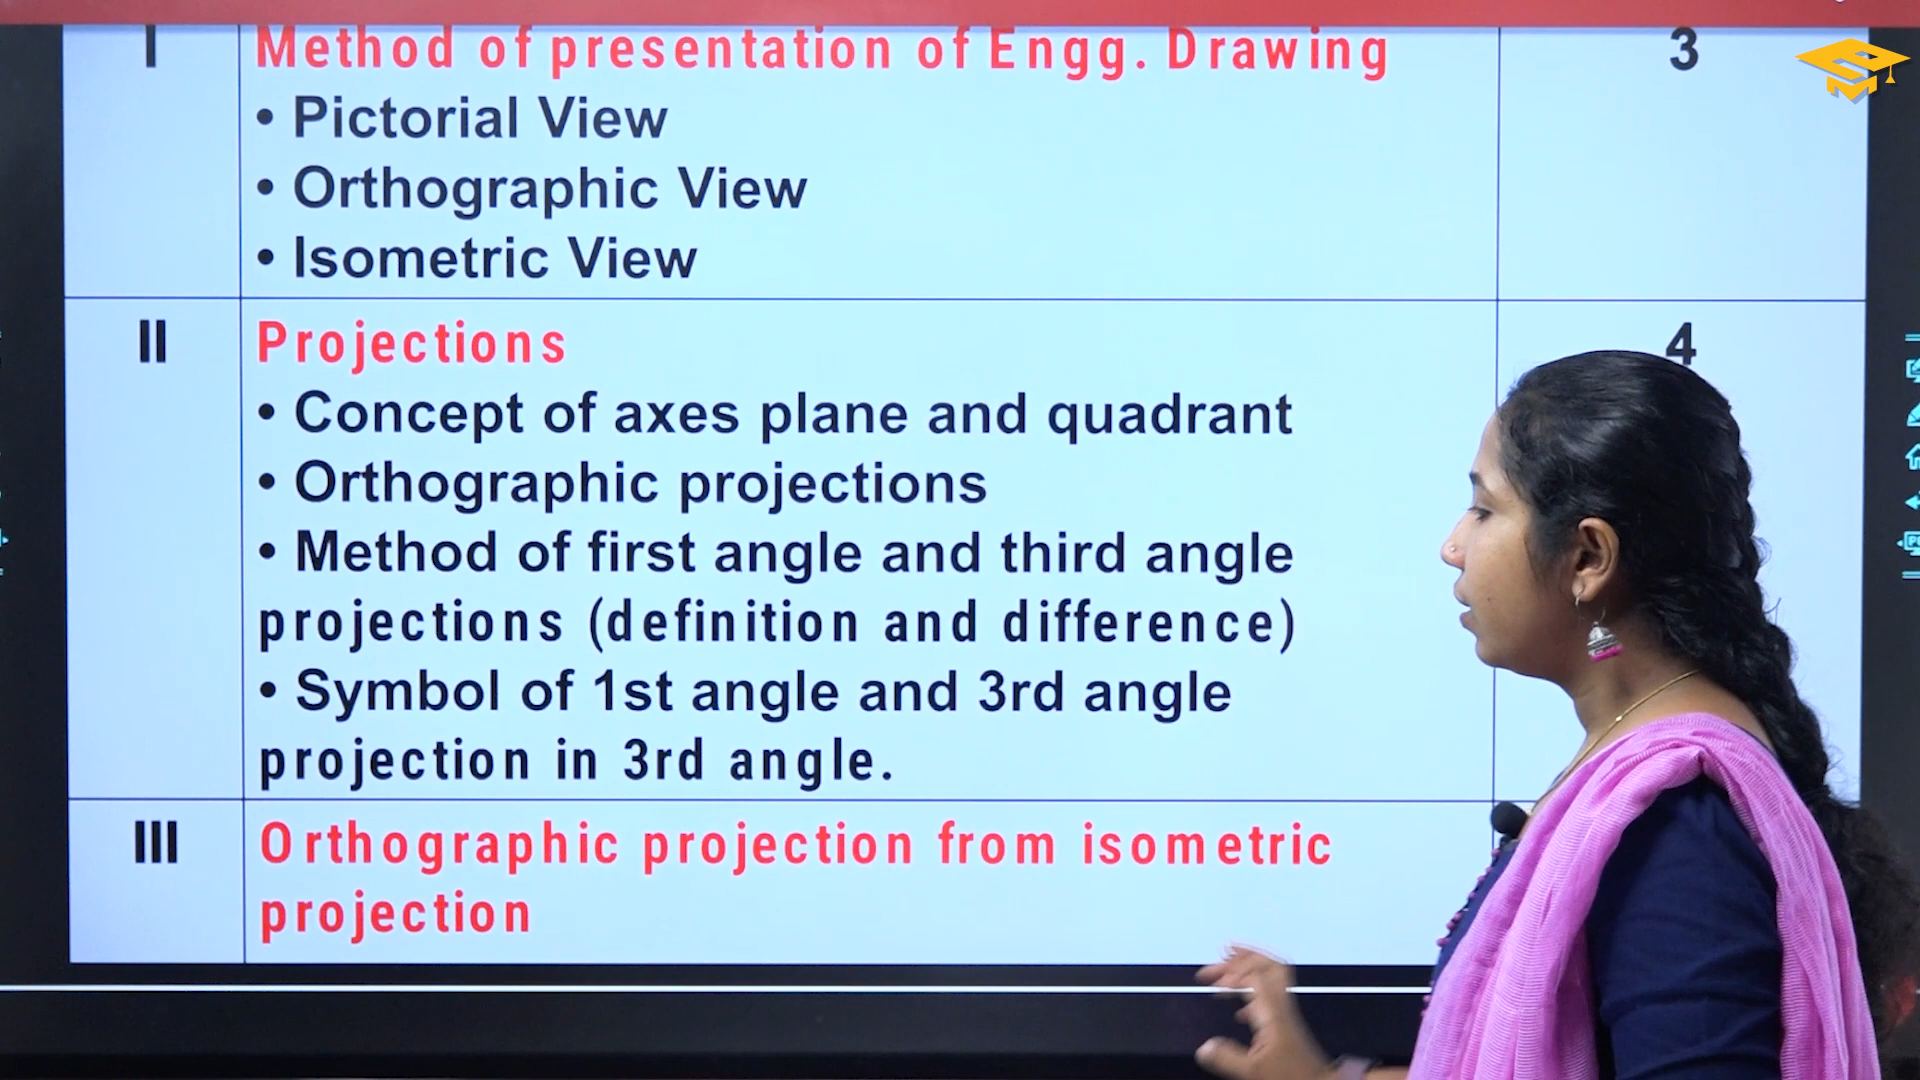 I Method of presentation of Engg. Drawing 3
• Pictorial View
• Orthographic View
• Isometric View
II Projections 4
• Concept of axes plane and quadrant
• Orthographic projections
• Method of first angle and third angle
projections (definition and difference)
• Symbol of 1st angle and 3rd angle
projection in 3rd angle.
III Orthographic projection from isometric
projection